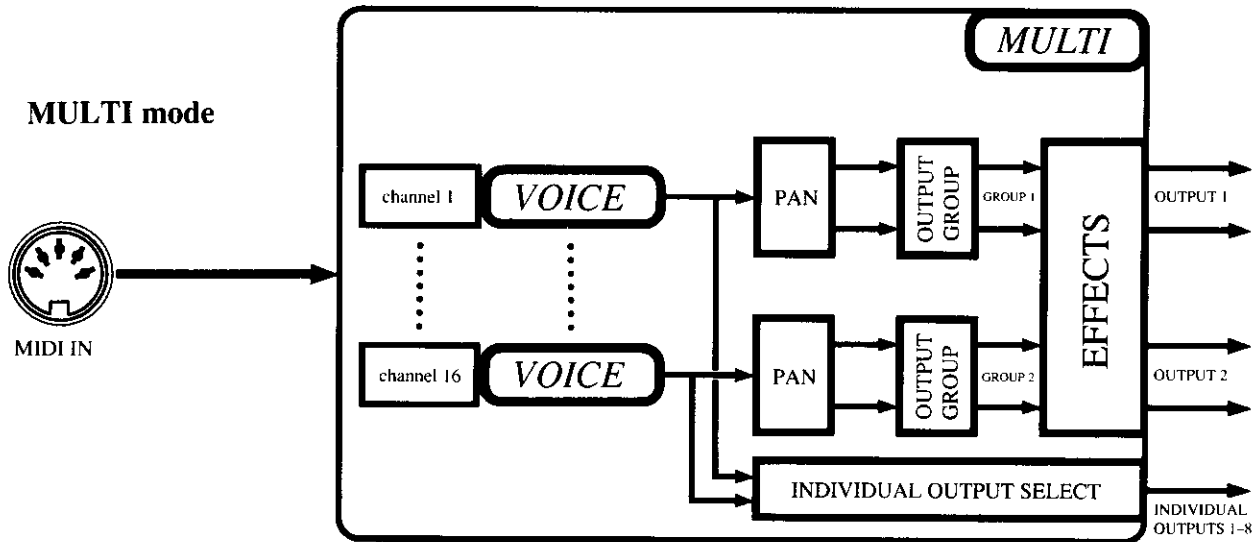 MULTI
MULTI mode
channel 1
VOICE
PAN
OUTPUT
GROUP
GROUP 1
EFFECTS
OUTPUT 1
MIDI IN
channel 16
VOICE
PAN
OUTPUT
GROUP
GROUP 2
OUTPUT 2
INDIVIDUAL OUTPUT SELECT
INDIVIDUAL
OUTPUTS 1–8